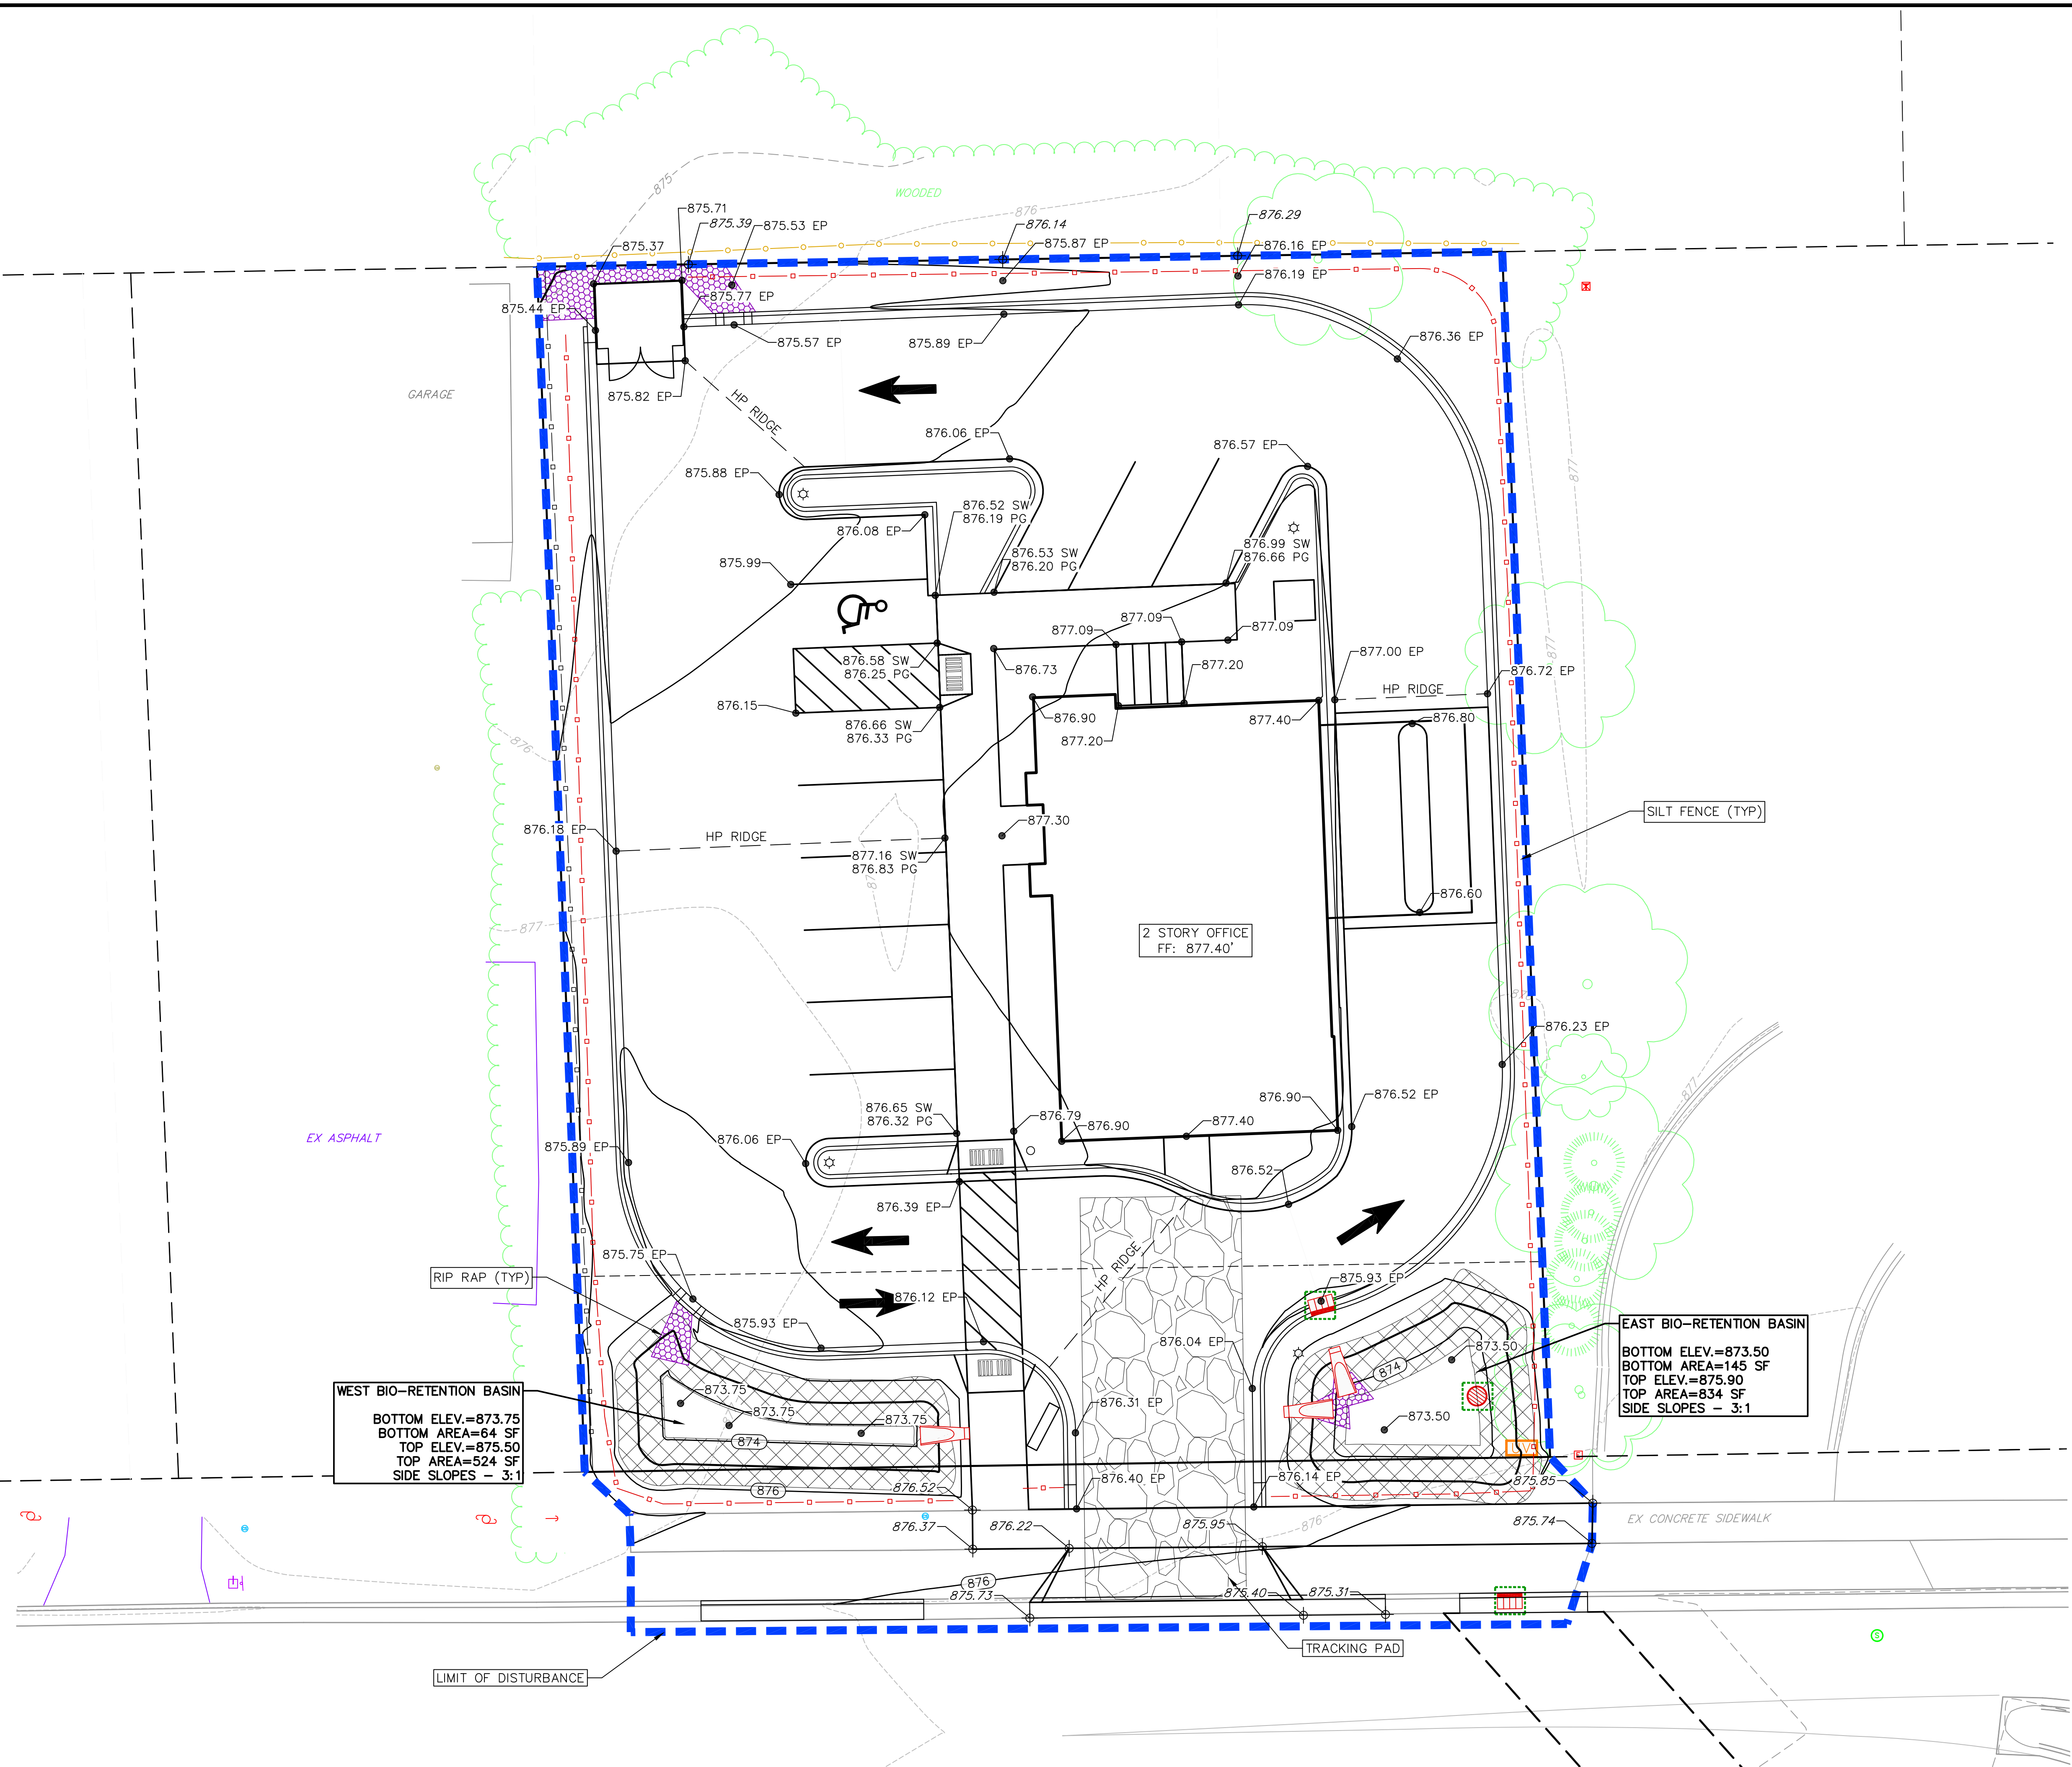 875
WOODED
876
875.71
875.39
875.53 EP
876.14
876.29
875.37
875.87 EP
876.16 EP
876.19 EP
875.77 EP
875.44 EP
875.57 EP
875.89 EP
876.36 EP
GARAGE
875.82 EP
HP RIDGE
876.06 EP
876.57 EP
877
875.88 EP
876.52 SW
876.19 PG
876.08 EP
876.53 SW
876.20 PG
876.99 SW
876.66 PG
875.99
877.09
877.09
877.09
877
876.58 SW
876.25 PG
876.73
877.20
877.00 EP
876.72 EP
HP RIDGE
876.15
876.66 SW
876.33 PG
876.90
877.20
877.40
876.80
876
SILT FENCE (TYP)
876.18 EP
HP RIDGE
877.30
877.16 SW
876.83 PG
876.60
877
2 STORY OFFICE
FF: 877.40'
876.23 EP
876.65 SW
876.32 PG
876.79
876.90
877.40
876.90
876.52 EP
877
EX ASPHALT
875.89 EP
876.06 EP
876.52
876.39 EP
HP RIDGE
875.75 EP
RIP RAP (TYP)
876.12 EP
875.93 EP
875.93 EP
876.04 EP
873.50
874
EAST BIO-RETENTION BASIN
BOTTOM ELEV.=873.50
BOTTOM AREA=145 SF
TOP ELEV.=875.90
TOP AREA=834 SF
SIDE SLOPES - 3:1
WEST BIO-RETENTION BASIN
BOTTOM ELEV.=873.75
BOTTOM AREA=64 SF
TOP ELEV.=875.50
TOP AREA=524 SF
SIDE SLOPES - 3:1
873.75
873.75
873.75
874
876.31 EP
873.50
876
876.52
876.40 EP
876.14 EP
875.85
876.37
876.22
875.95
876
875.74
EX CONCRETE SIDEWALK
876
875.73
875.40
875.31
TRACKING PAD
LIMIT OF DISTURBANCE
S